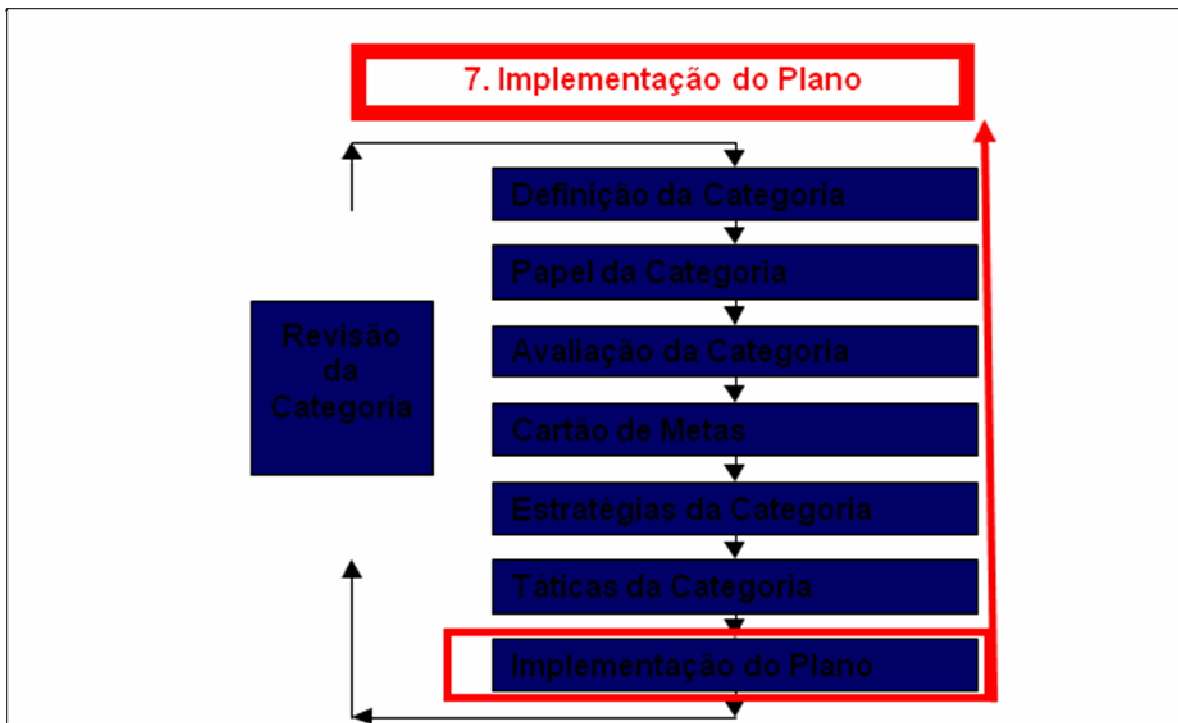 7. Implementação do Plano
Definição da Categoria
Papel da Categoria
Avaliação da Categoria
Revisão
da
Categoria
Cartão de Metas
Estratégias da Categoria
Táticas da Categoria
Implementação do Plano